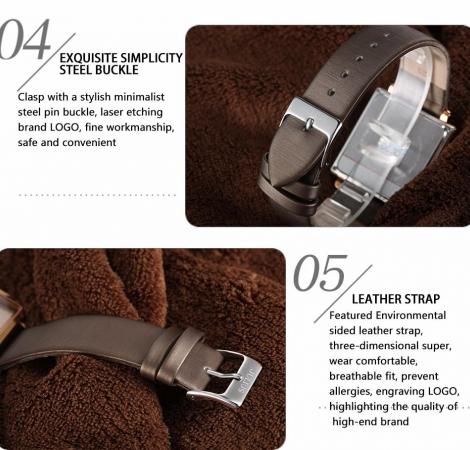 04
EXQUISITE SIMPLICITY
STEEL BUCKLE
Clasp with a stylish minimalist
steel pin buckle, laser etching
brand LOGO, fine workmanship,
safe and convenient
05
LEATHER STRAP
Featured Environmental
sided leather strap,
three-dimensional super,
wear comfortable,
breathable fit, prevent
allergies, engraving LOGO,
highlighting the quality of
high-end brand